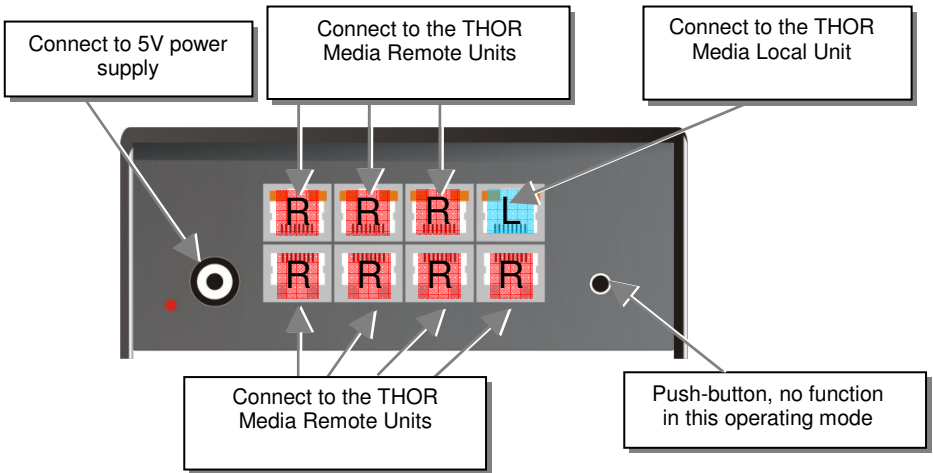 Connect to 5V power
supply
Connect to the THOR
Media Remote Units
Connect to the THOR
Media Local Unit
R R R L
R R R R
Connect to the THOR
Media Remote Units
Push-button, no function
in this operating mode